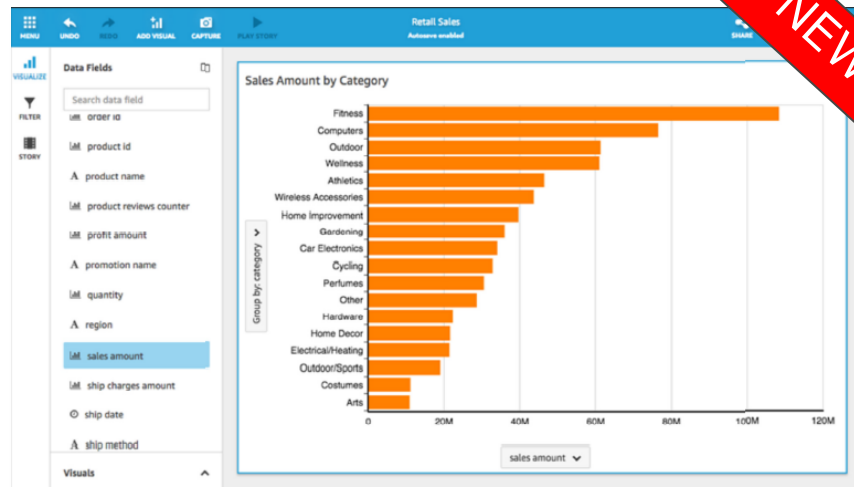 MENU
UNDO
REDO
ADD VISUAL
CAPTURE
PLAY STORY
Retail Sales
Autosave enabled
SHARE
NEW
VISUALIZE
FILTER
STORY
Data Fields
Search data field
order id
product id
A product name
product reviews counter
profit amount
A promotion name
quantity
A region
sales amount
ship charges amount
ship date
A ship method
Visuals
Sales Amount by Category
Group by: category
Fitness
Computers
Outdoor
Wellness
Athletics
Wireless Accessories
Home Improvement
Gardening
Car Electronics
Cycling
Perfumes
Other
Hardware
Home Decor
Electrical/Heating
Outdoor/Sports
Costumes
Arts
0 20M 40M 60M 80M 100M 120M
sales amount